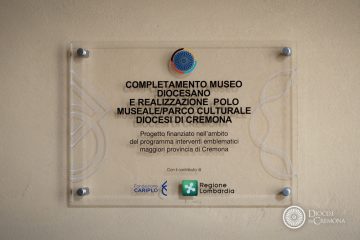 COMPLETAMENTO MUSEO
DIOCESANO
E REALIZZAZIONE POLO
MUSEALE/PARCO CULTURALE
DIOCESI DI CREMONA
Progetto finanziato nell'ambito
del programma interventi emblematici
maggiori provincia di Cremona
Con il contributo di
Fondazione
CARIPLO
Regione
Lombardia
DIOCESI
DI CREMONA